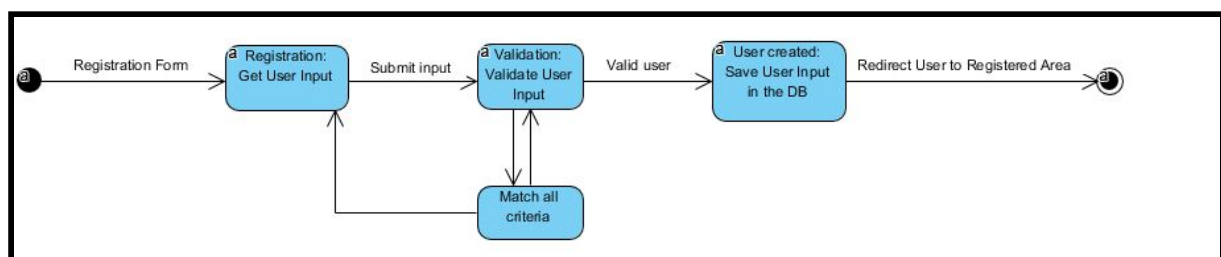 a
Registration Form
a Registration:
Get User Input
Submit input
a Validation:
Validate User
Input
Valid user
a User created:
Save User Input
in the DB
Redirect User to Registered Area
a
Match all
criteria